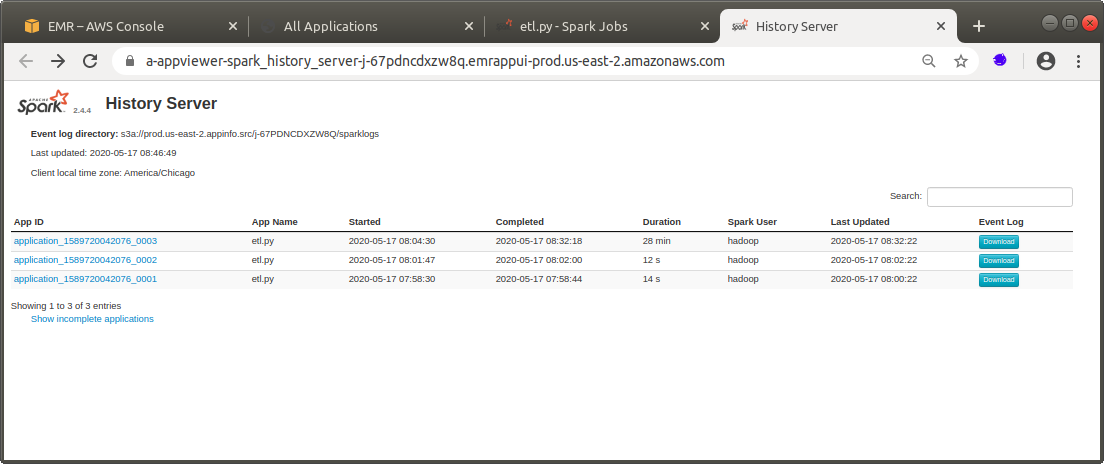 EMR – AWS Console
All Applications
etl.py - Spark Jobs
History Server
a-appviewer-spark_history_server-j-67pdncdxzw8q.emrappui-prod.us-east-2.amazonaws.com
APACHE
Spark 2.4.4 History Server
Event log directory: s3a://prod.us-east-2.appinfo.src/j-67PDNCDXZW8Q/sparklogs
Last updated: 2020-05-17 08:46:49
Client local time zone: America/Chicago
Search:
App ID App Name Started Completed Duration Spark User Last Updated Event Log
application_1589720042076_0003 etl.py 2020-05-17 08:04:30 2020-05-17 08:32:18 28 min hadoop 2020-05-17 08:32:22 Download
application_1589720042076_0002 etl.py 2020-05-17 08:01:47 2020-05-17 08:02:00 12 s hadoop 2020-05-17 08:02:22 Download
application_1589720042076_0001 etl.py 2020-05-17 07:58:30 2020-05-17 07:58:44 14 s hadoop 2020-05-17 08:00:22 Download
Showing 1 to 3 of 3 entries
Show incomplete applications